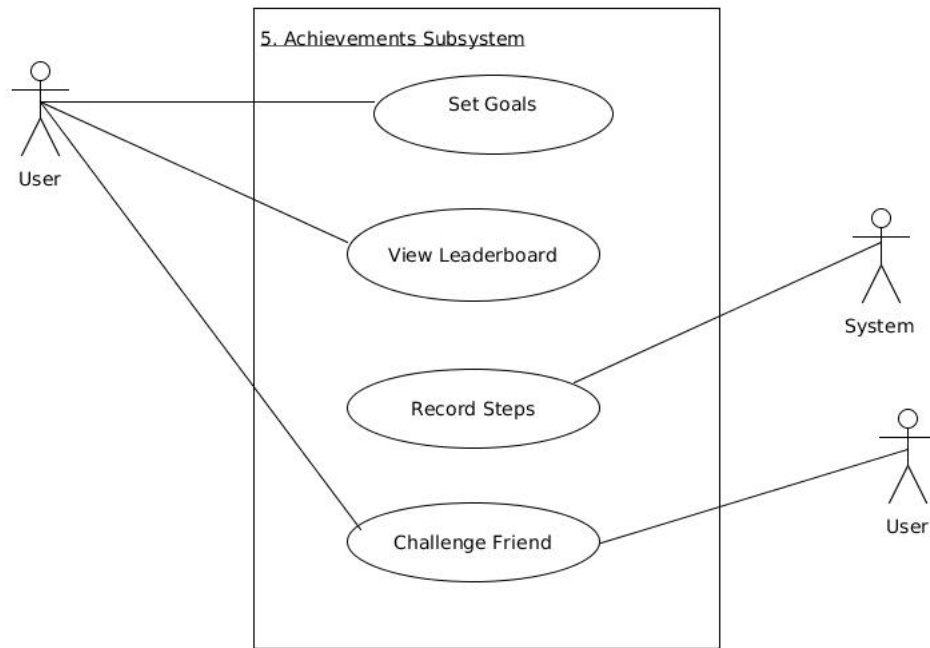 5. Achievements Subsystem
Set Goals
User
View Leaderboard
System
Record Steps
User
Challenge Friend